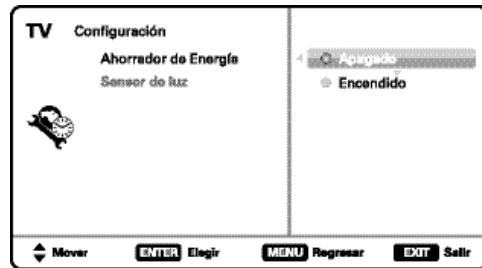 TV Configuración
Ahorrador de Energía
Sensor de luz
Apagado
Encendido
Mover ENTER Elegir MENU Regresar EXIT Salir